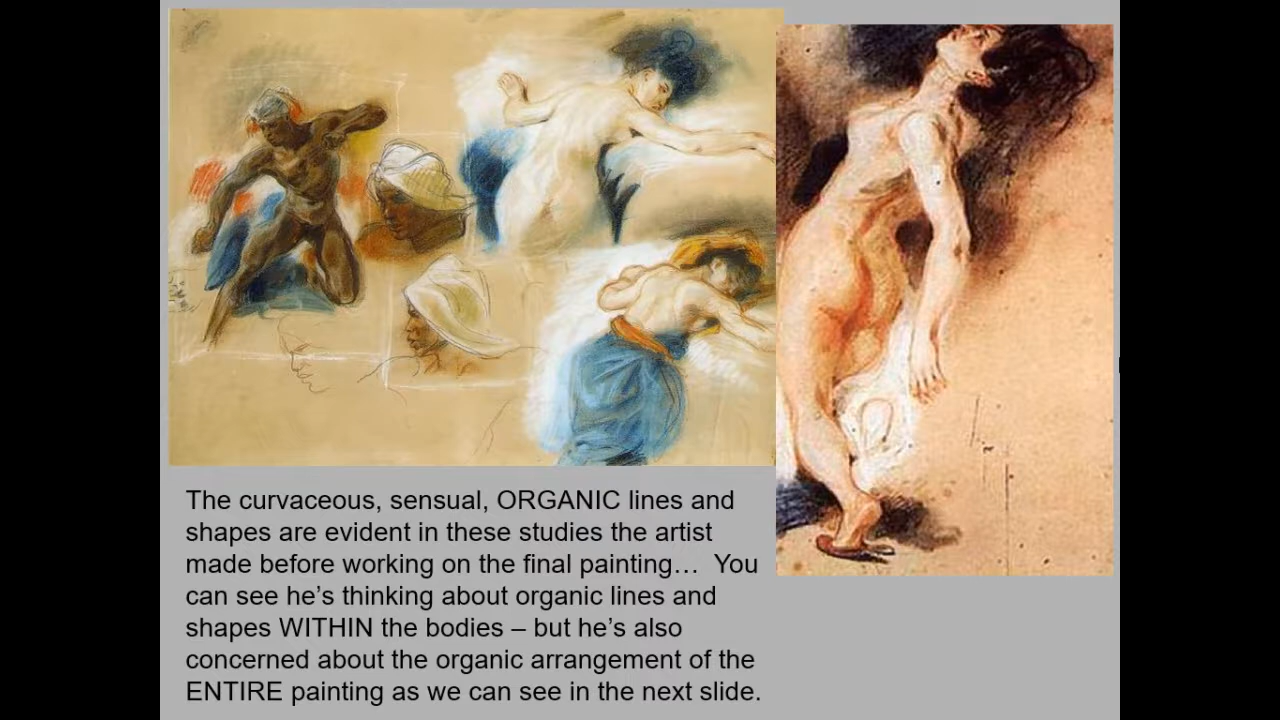 The curvaceous, sensual, ORGANIC lines and
shapes are evident in these studies the artist
made before working on the final painting…  You
can see he’s thinking about organic lines and
shapes WITHIN the bodies – but he’s also
concerned about the organic arrangement of the
ENTIRE painting as we can see in the next slide.